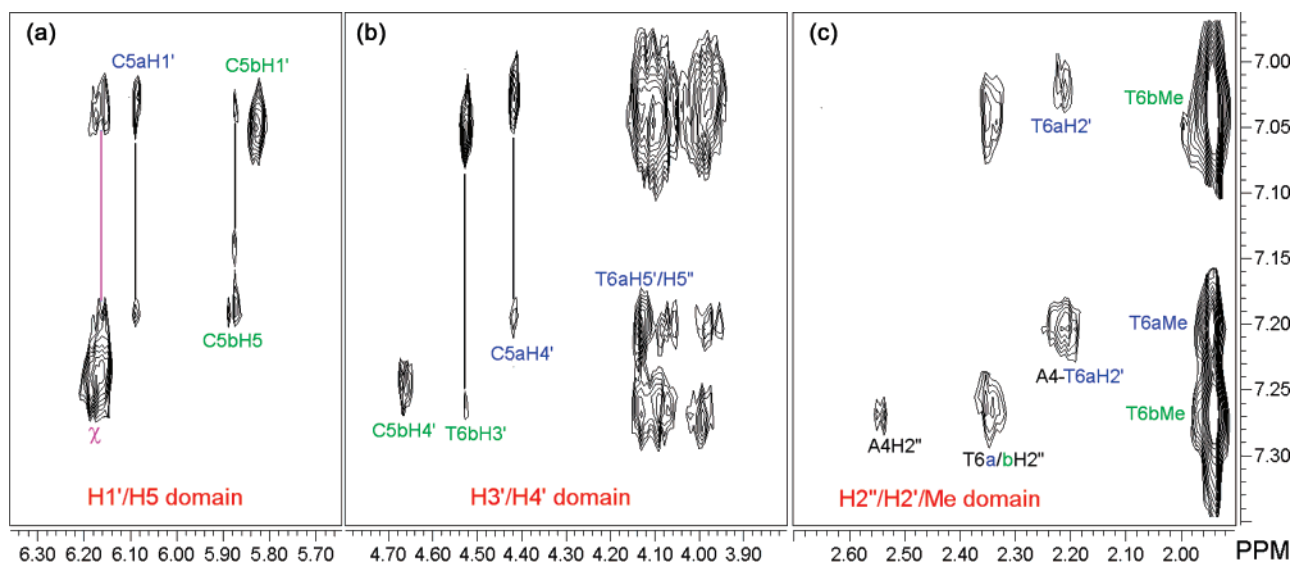 (a)
C5aH1'
C5bH1'
C5bH5
χ
H1'/H5 domain
6.30 6.20 6.10 6.00 5.90 5.80 5.70
(b)
T6aH5'/H5"
C5aH4'
C5bH4'
T6bH3'
H3'/H4' domain
4.70 4.60 4.50 4.40 4.30 4.20 4.10 4.00 3.90
(c)
T6bMe
T6aH2'
T6aMe
A4-T6aH2'
T6bMe
A4H2"
T6a/bH2"
H2"/H2'/Me domain
2.60 2.50 2.40 2.30 2.20 2.10 2.00
PPM
7.00
7.05
7.10
7.15
7.20
7.25
7.30